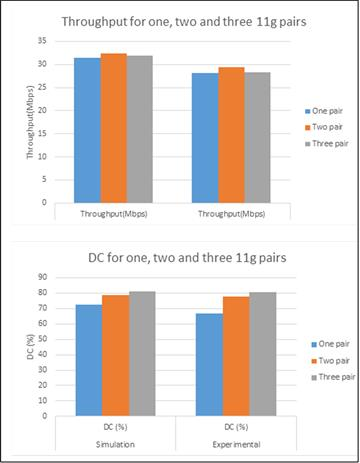 Throughput for one, two and three 11g pairs
Throughput(Mbps)
35
30
25
20
15
10
5
0
Throughput(Mbps) Throughput(Mbps)
One pair
Two pair
Three pair
DC for one, two and three 11g pairs
DC (%)
90
80
70
60
50
40
30
20
10
0
DC (%) DC (%)
Simulation Experimental
One pair
Two pair
Three pair